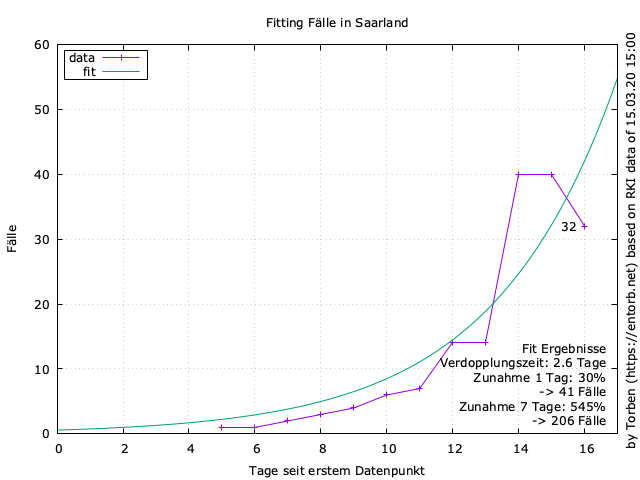 Fitting Fälle in Saarland
data
fit
60
50
40
30
20
10
0
Fälle
32
Fit Ergebnisse
Verdopplungszeit: 2.6 Tage
Zunahme 1 Tag: 30%
-> 41 Fälle
Zunahme 7 Tage: 545%
-> 206 Fälle
0 2 4 6 8 10 12 14 16
Tage seit erstem Datenpunkt
by Torben (https://entorb.net) based on RKI data of 15.03.20 15:00